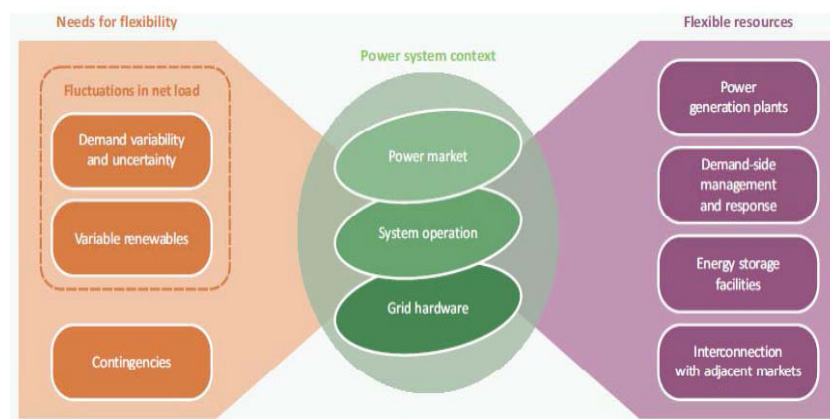 Needs for flexibility
Fluctuations in net load
Demand variability
and uncertainty
Variable renewables
Contingencies
Power system context
Power market
System operation
Grid hardware
Flexible resources
Power
generation plants
Demand-side
management
and response
Energy storage
facilities
Interconnection
with adjacent markets